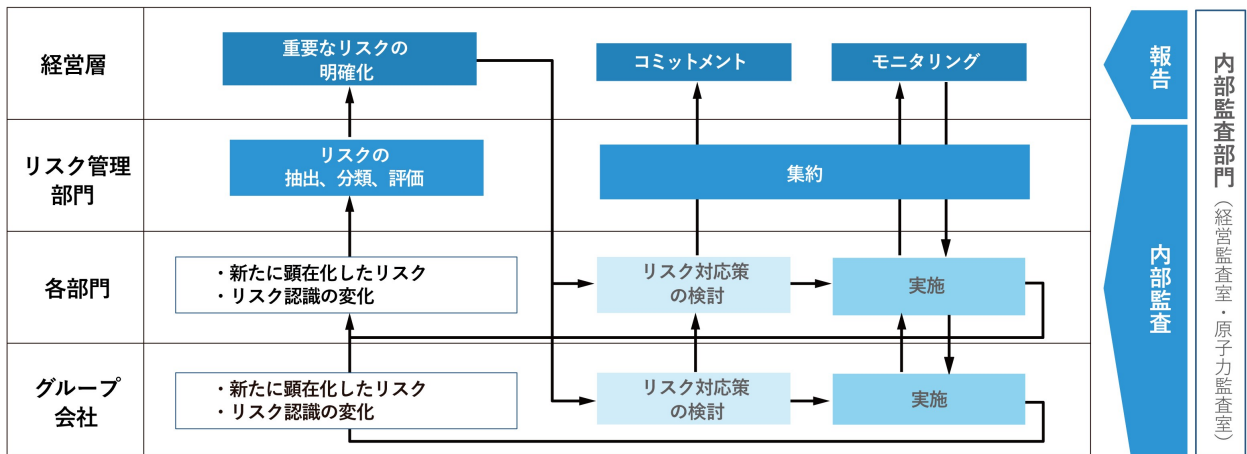 経営層
重要なリスクの
明確化
コミットメント
モニタリング
リスク管理
部門
リスクの
抽出、分類、評価
集約
各部門
・新たに顕在化したリスク
・リスク認識の変化
リスク対応策
の検討
実施
グループ
会社
・新たに顕在化したリスク
・リスク認識の変化
リスク対応策
の検討
実施
報告
内部監査
内部監査部門（経営監査室・原子力監査室）